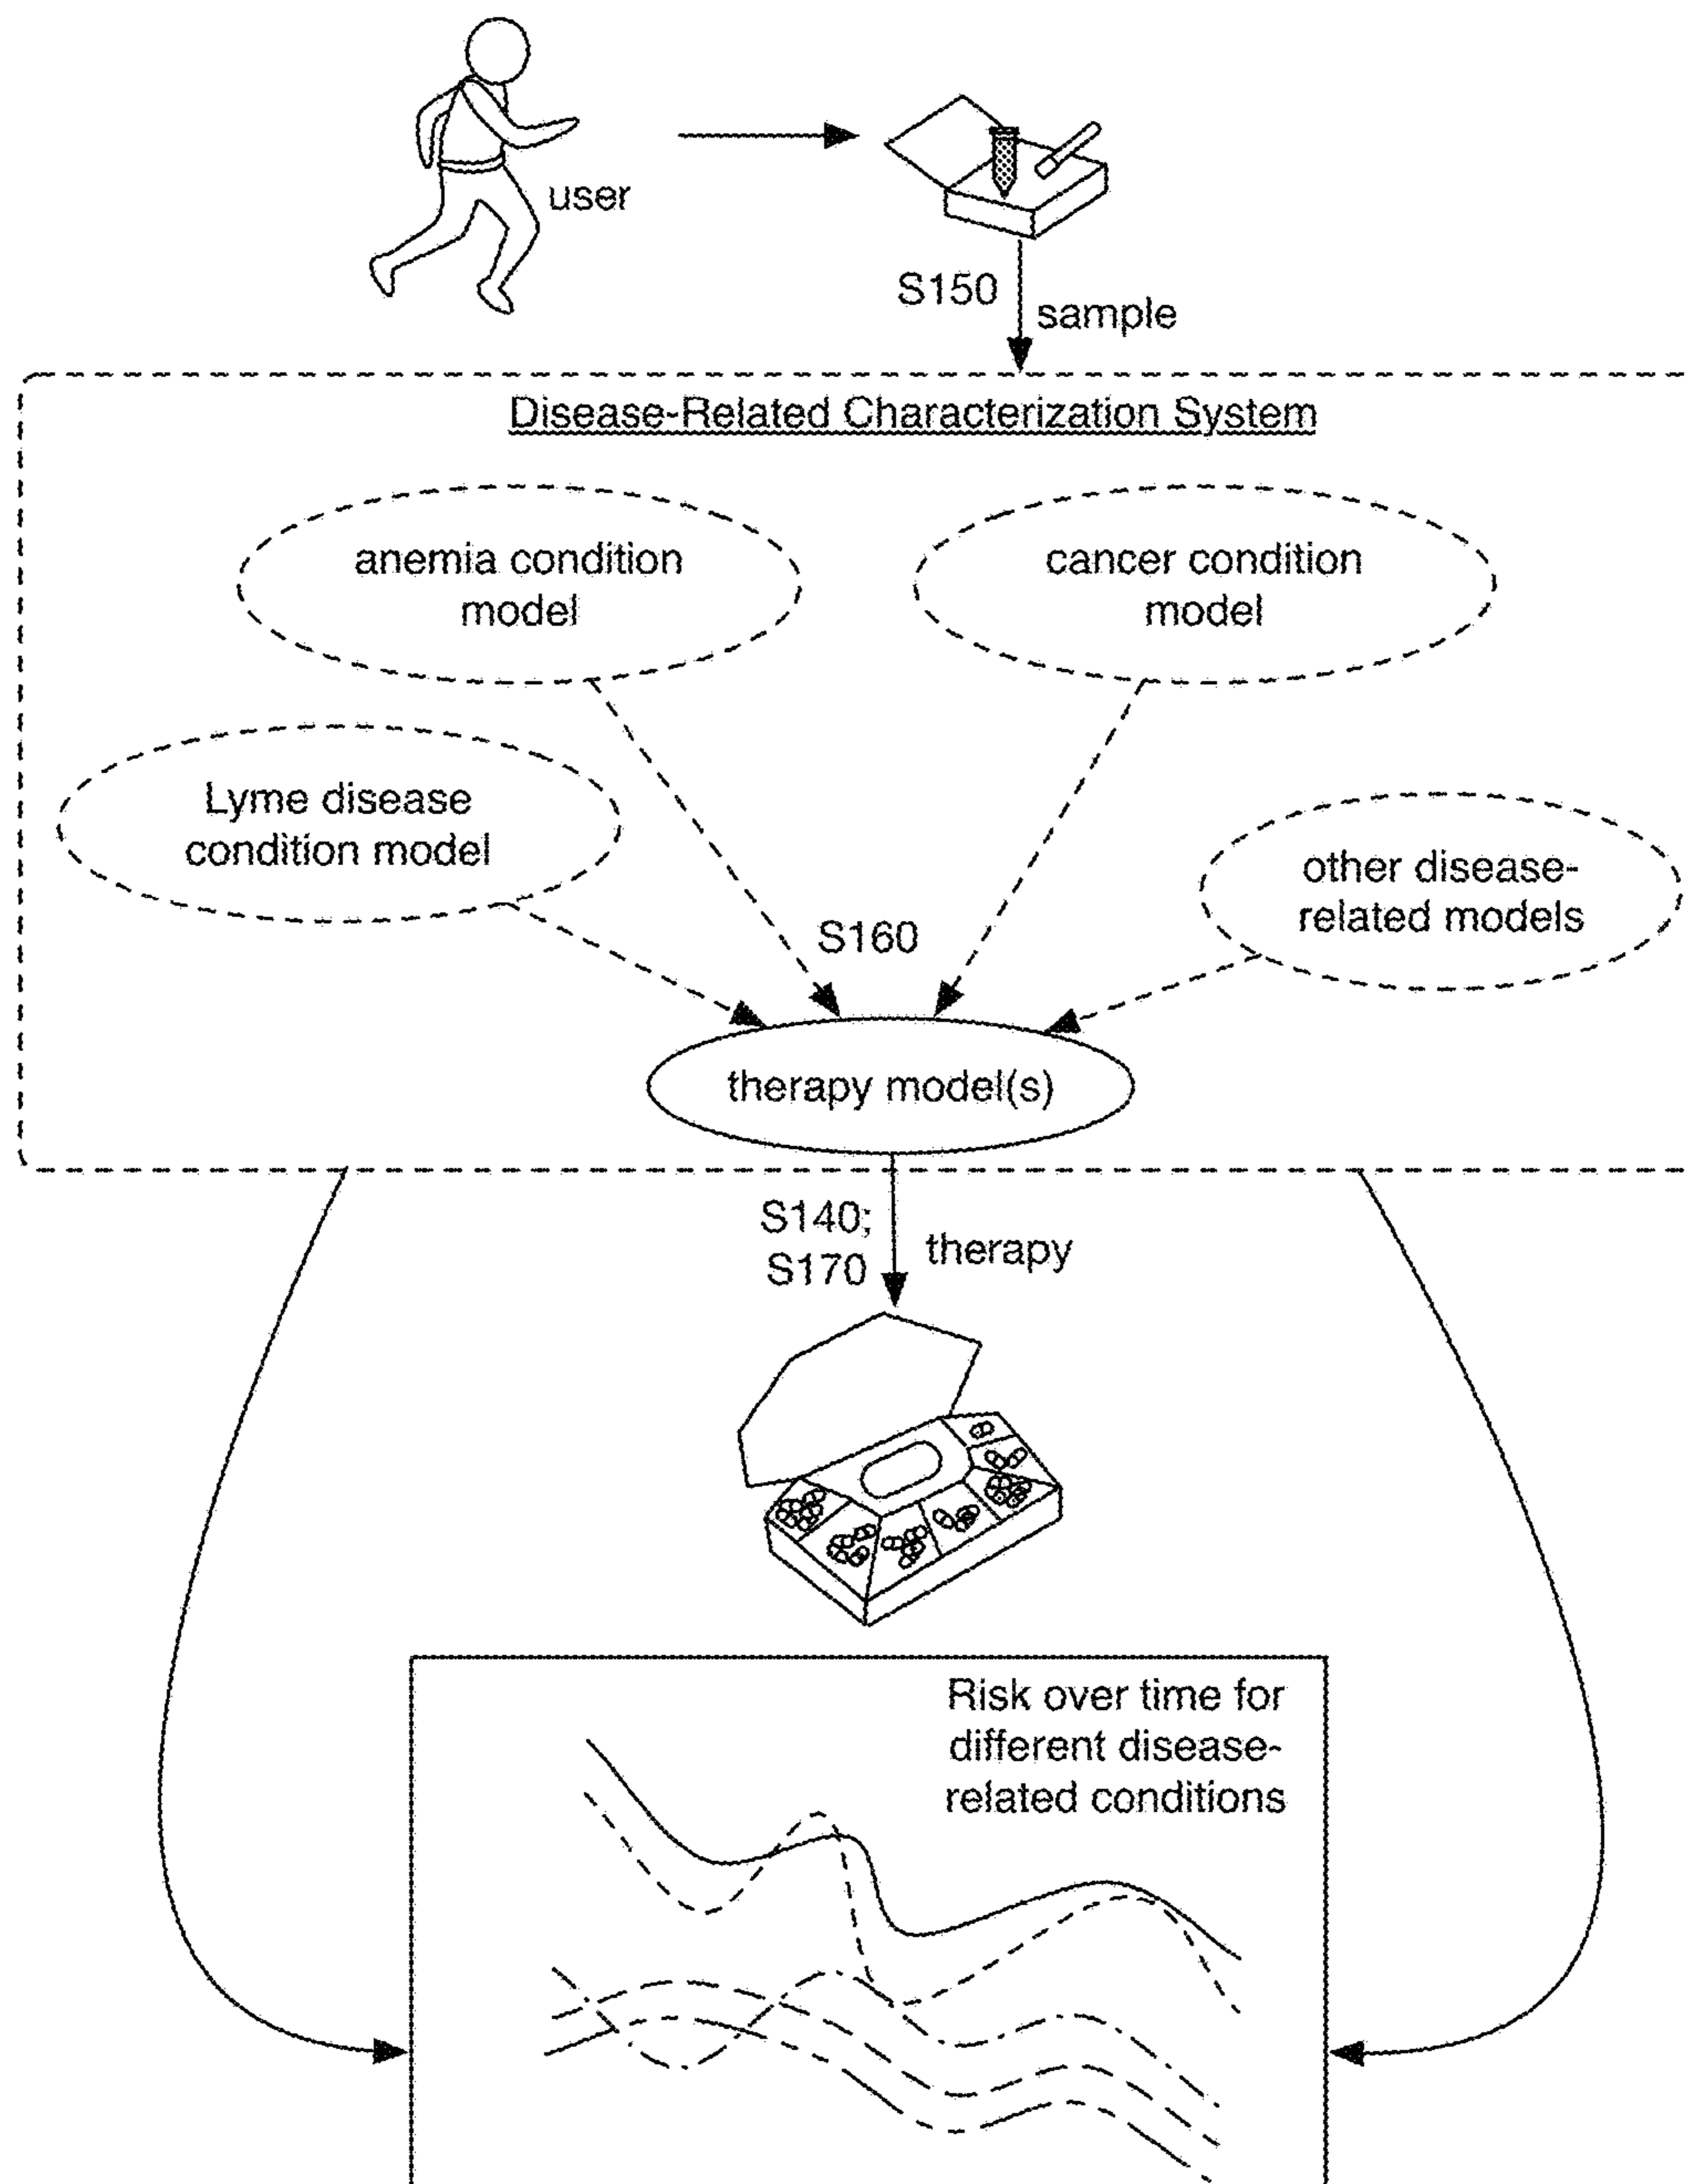 user
S150
sample
Disease-Related Characterization System
anemia condition
model
cancer condition
model
Lyme disease
condition model
other disease-
related models
S160
therapy model(s)
S140;
S170
therapy
Risk over time for
different disease-
related conditions